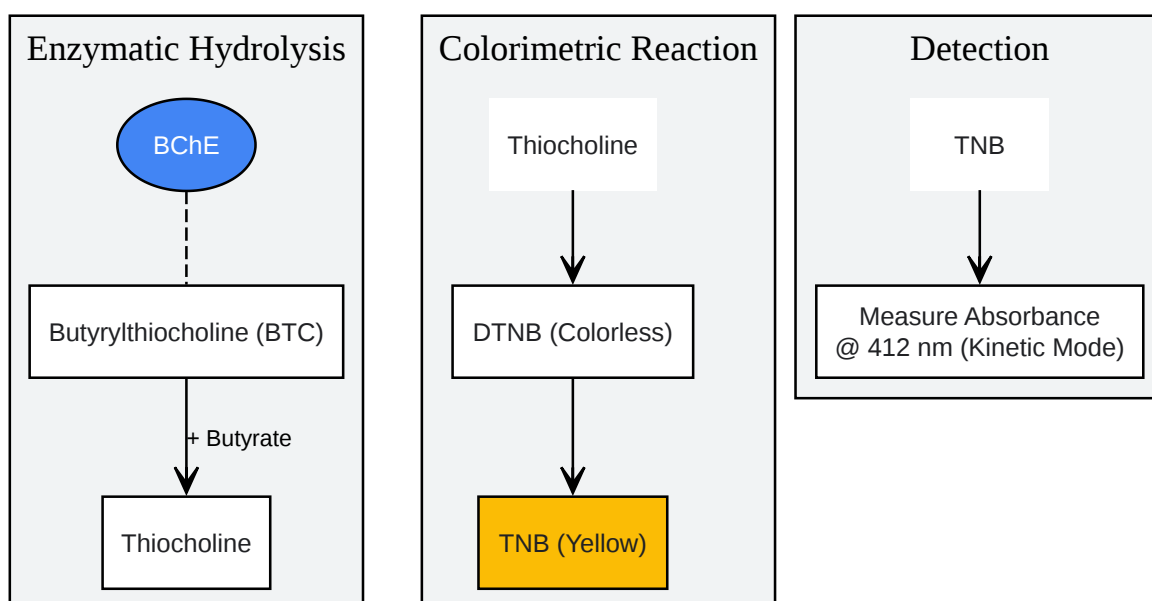 Enzymatic Hydrolysis
BChE
Butyrylthiocholine (BTC)
+ Butyrate
Thiocholine
Colorimetric Reaction
Thiocholine
DTNB (Colorless)
TNB (Yellow)
Detection
TNB
Measure Absorbance
@ 412 nm (Kinetic Mode)